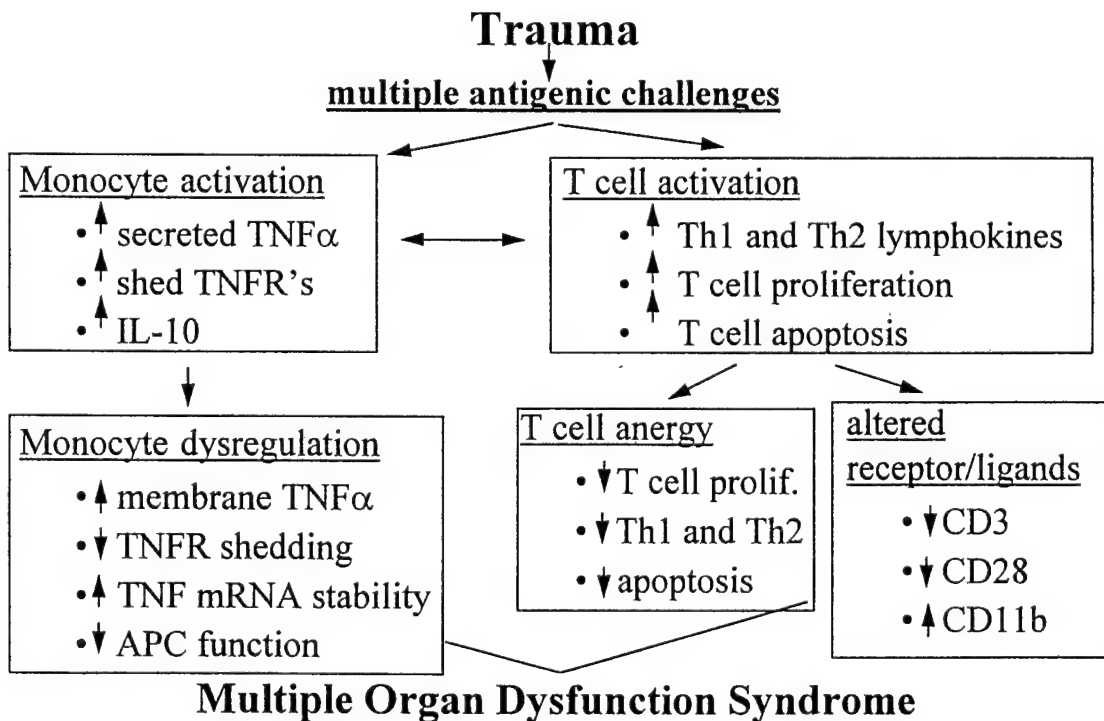 Trauma
multiple antigenic challenges
Monocyte activation
• ↑ secreted TNFα
• ↑ shed TNFR's
• ↑ IL-10
T cell activation
• ↑ Th1 and Th2 lymphokines
• ↑ T cell proliferation
• ↑ T cell apoptosis
Monocyte dysregulation
• ↑ membrane TNFα
• ↓ TNFR shedding
• ↑ TNF mRNA stability
• ↓ APC function
T cell anergy
• ↓ T cell prolif.
• ↓ Th1 and Th2
• ↓ apoptosis
altered
receptor/ligands
• ↓ CD3
• ↓ CD28
• ↑ CD11b
Multiple Organ Dysfunction Syndrome